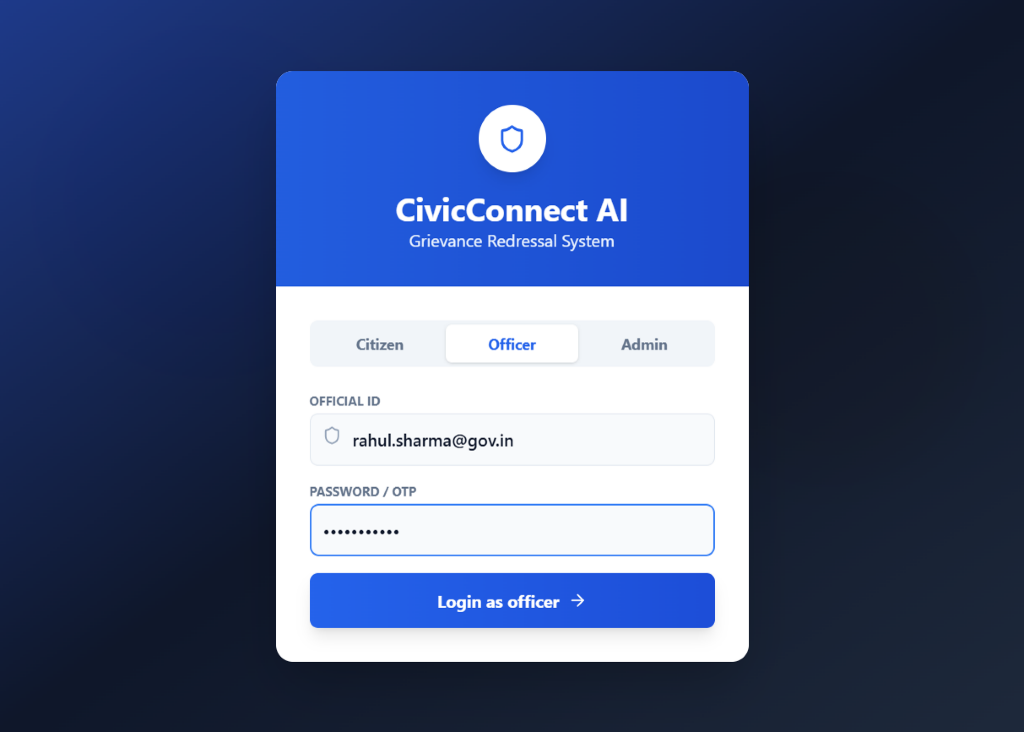 CivicConnect AI
Grievance Redressal System
Citizen Officer Admin
OFFICIAL ID
rahul.sharma@gov.in
PASSWORD / OTP
•••••••••••
Login as officer →